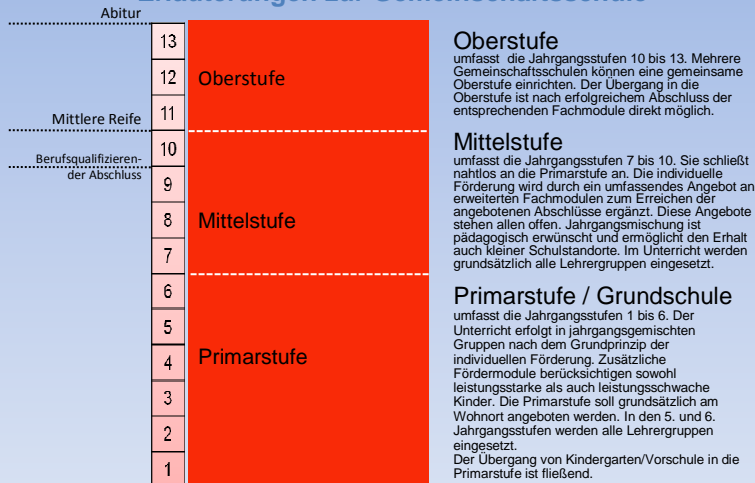 Erläuterungen zur Gemeinschaftsschule
Abitur
Mittlere Reife
Berufsqualifizieren-
der Abschluss
13
12
11
10
9
8
7
6
5
4
3
2
1
Oberstufe
Mittelstufe
Primarstufe
Oberstufe
umfasst die Jahrgangsstufen 10 bis 13. Mehrere
Gemeinschaftsschulen können eine gemeinsame
Oberstufe einrichten. Der Übergang in die
Oberstufe ist nach erfolgreichem Abschluss der
entsprechenden Fachmodule direkt möglich.
Mittelstufe
umfasst die Jahrgangsstufen 7 bis 10. Sie schließt
nahtlos an die Primarstufe an. Die individuelle
Förderung wird durch ein umfassendes Angebot an
erweiterten Fachmodulen zum Erreichen der
angebotenen Abschlüsse ergänzt. Diese Angebote
stehen allen offen. Jahrgangsmischung ist
pädagogisch erwünscht und ermöglicht den Erhalt
auch kleiner Schulstandorte. Im Unterricht werden
grundsätzlich alle Lehrergruppen eingesetzt.
Primarstufe / Grundschule
umfasst die Jahrgangsstufen 1 bis 6. Der
Unterricht erfolgt in jahrgangsgemischten
Gruppen nach dem Grundprinzip der
individuellen Förderung. Zusätzliche
Fördermodule berücksichtigen sowohl
leistungsstarke als auch leistungsschwache
Kinder. Die Primarstufe soll grundsätzlich am
Wohnort angeboten werden. In den 5. und 6.
Jahrgangsstufen werden alle Lehrergruppen
eingesetzt.
Der Übergang von Kindergarten/Vorschule in die
Primarstufe ist fließend.